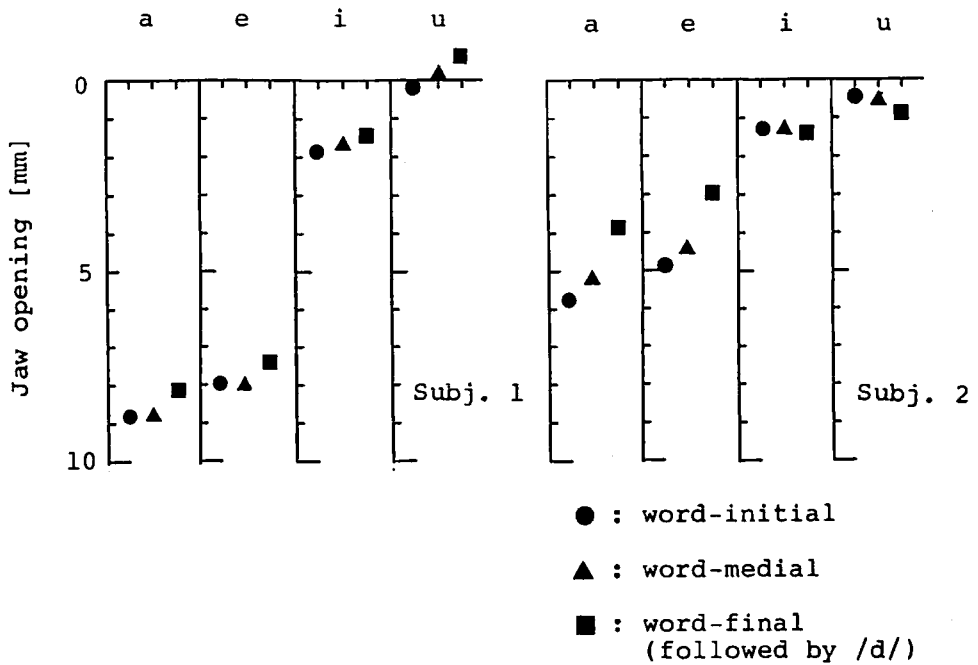 a e i u a e i u
0
5
10
Jaw opening [mm]
Subj. 1 Subj. 2
● : word-initial
▲ : word-medial
■ : word-final
(followed by /d/)